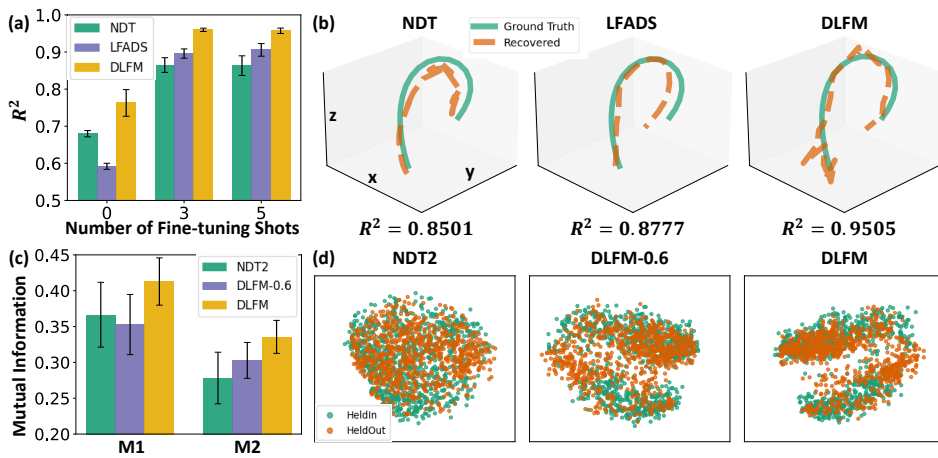 (a)
1.0
0.9
0.8
0.7
0.6
0.5
R²
NDT
LFADS
DLFM
0 3 5
Number of Fine-tuning Shots
(b)
NDT LFADS DLFM
Ground Truth
Recovered
z
x
y
R² = 0.8501 R² = 0.8777 R² = 0.9505
(c)
0.45
0.40
0.35
0.30
0.25
0.20
Mutual Information
NDT2
DLFM-0.6
DLFM
M1 M2
(d)
NDT2 DLFM-0.6 DLFM
HeldIn
HeldOut